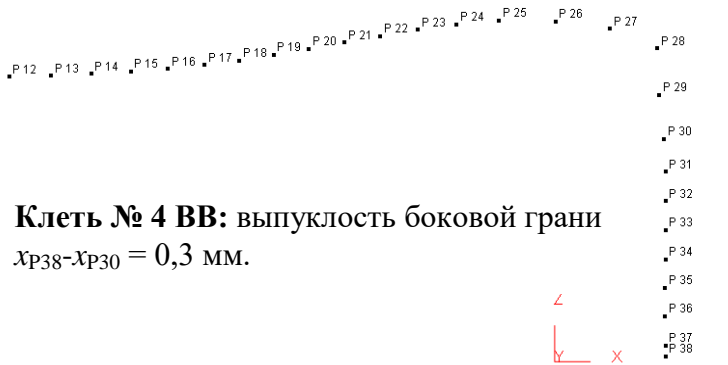 P 12 P 13 P 14 P 15 P 16 P 17 P 18 P 19 P 20 P 21 P 22 P 23 P 24 P 25 P 26 P 27
P 28
P 29
P 30
P 31
P 32
P 33
P 34
P 35
P 36
P 37
P 38
Клеть № 4 ВВ: выпуклость боковой грани
xP38-xP30 = 0,3 мм.
Z
Y X